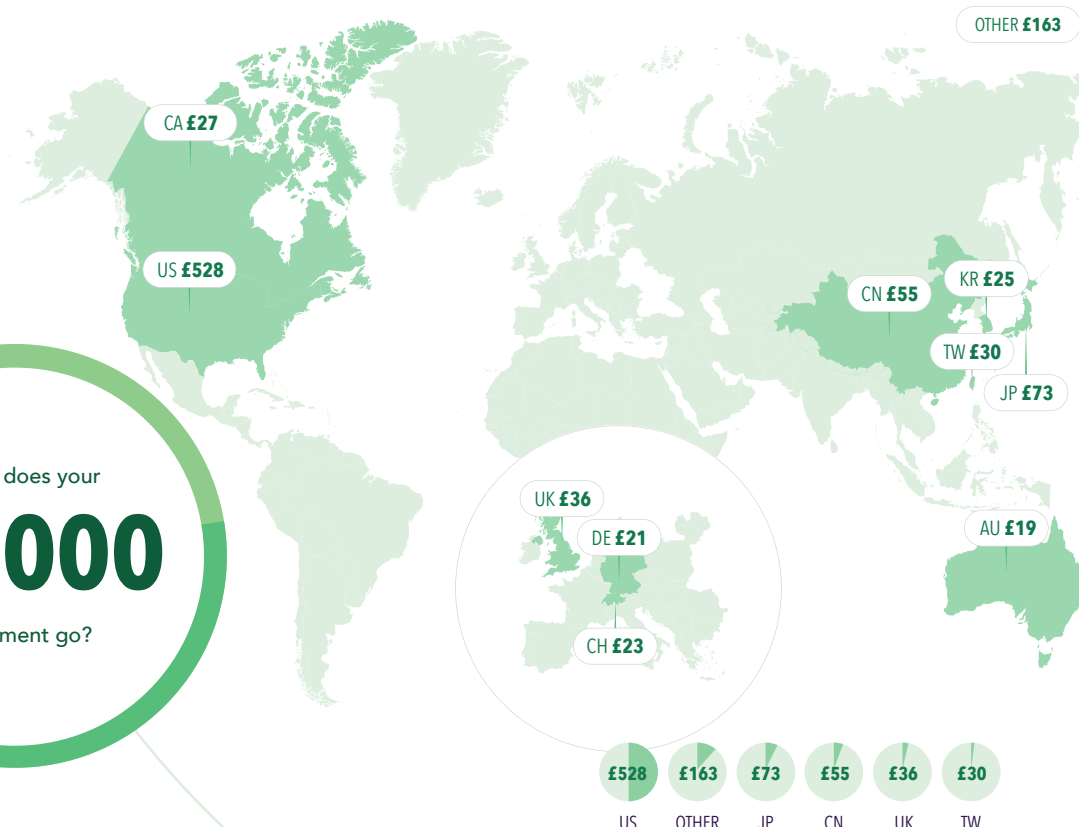 OTHER £163
CA £27
US £528
CN £55
KR £25
TW £30
JP £73
does your
000
ment go?
UK £36
DE £21
CH £23
AU £19
£528
£163
£73
£55
£36
£30
US
OTHER
JP
CN
UK
TW